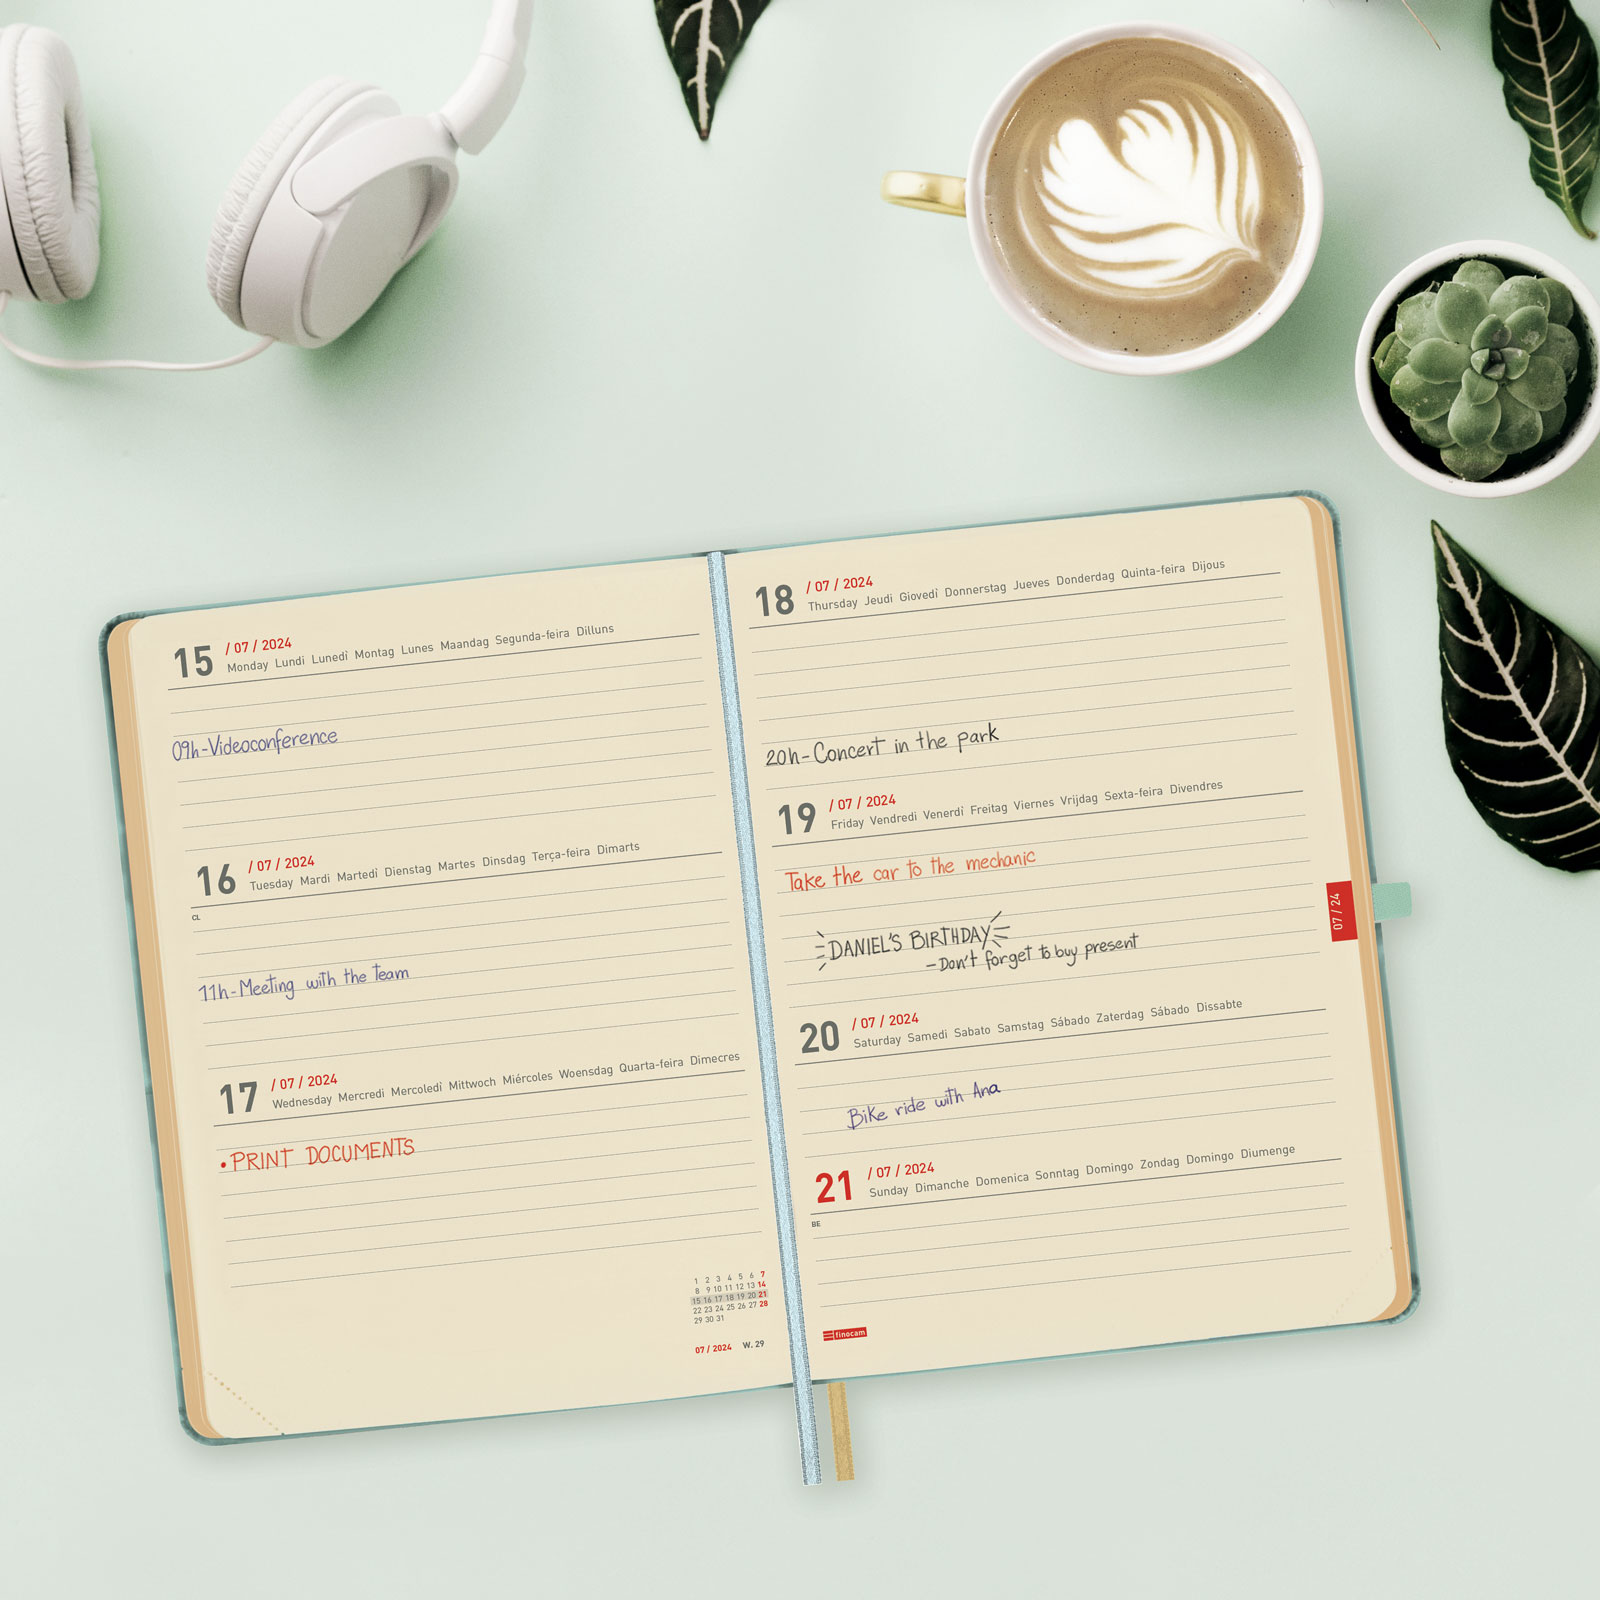 15 / 07 / 2024
Monday Lundi Lunedì Montag Lunes Maandag Segunda-feira Dilluns
09h-Videoconference
16 / 07 / 2024
Tuesday Mardi Martedì Dienstag Martes Dinsdag Terça-feira Dimarts
CL
11h-Meeting with the team
17 / 07 / 2024
Wednesday Mercredi Mercoledì Mittwoch Miércoles Woensdag Quarta-feira Dimecres
•PRINT DOCUMENTS
1 2 3 4 5 6 7
8 9 10 11 12 13 14
15 16 17 18 19 20 21
22 23 24 25 26 27 28
29 30 31
07 / 2024 W. 29
18 / 07 / 2024
Thursday Jeudi Giovedì Donnerstag Jueves Donderdag Quinta-feira Dijous
20h-Concert in the park
19 / 07 / 2024
Friday Vendredi Venerdì Freitag Viernes Vrijdag Sexta-feira Divendres
Take the car to the mechanic
DANIEL'S BIRTHDAY
-Don't forget to buy present
07 / 24
20 / 07 / 2024
Saturday Samedi Sabato Samstag Sábado Zaterdag Sábado Dissabte
Bike ride with Ana
21 / 07 / 2024
Sunday Dimanche Domenica Sonntag Domingo Zondag Domingo Diumenge
BE
finocam